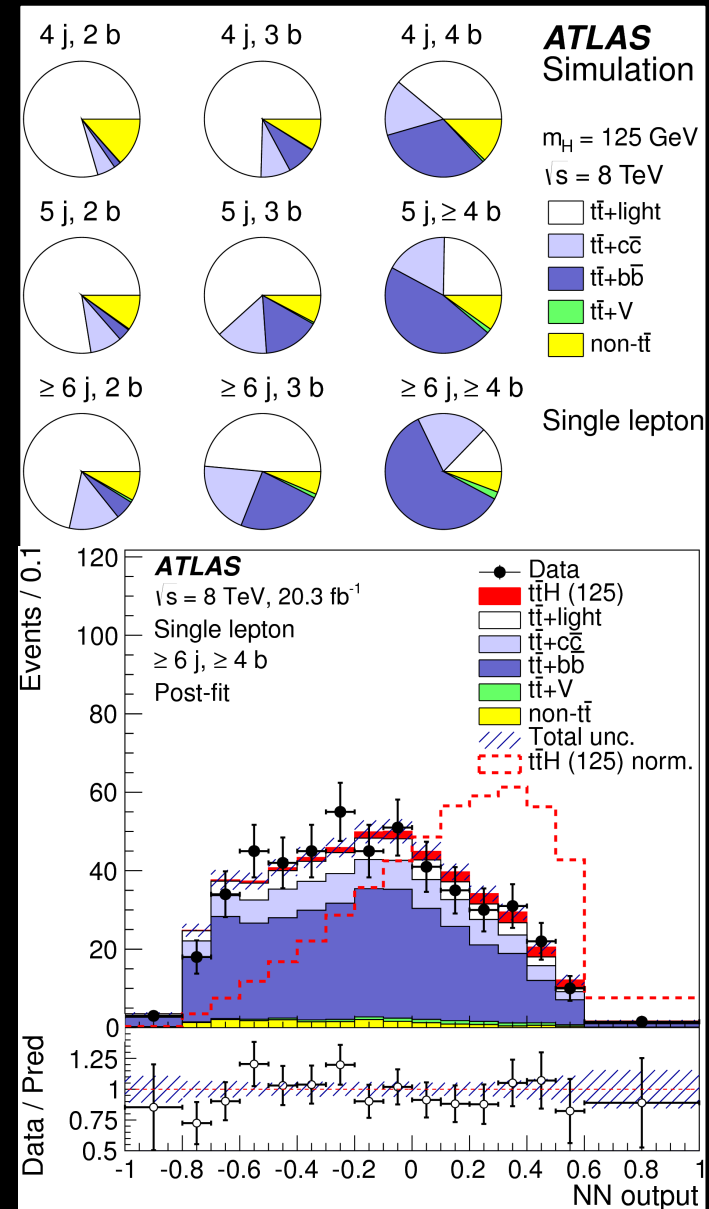 4 j, 2 b
4 j, 3 b
4 j, 4 b
ATLAS
Simulation
m_H = 125 GeV
√s = 8 TeV
5 j, 2 b
5 j, 3 b
5 j, ≥ 4 b
tt̄+light
tt̄+cc̄
tt̄+bb̄
tt̄+V
non-tt̄
≥ 6 j, 2 b
≥ 6 j, 3 b
≥ 6 j, ≥ 4 b
Single lepton
Events / 0.1
120
100
80
60
40
20
0
ATLAS
√s = 8 TeV, 20.3 fb⁻¹
Single lepton
≥ 6 j, ≥ 4 b
Post-fit
Data
tt̄H (125)
tt̄+light
tt̄+cc̄
tt̄+bb̄
tt̄+V
non-tt̄
Total unc.
tt̄H (125) norm.
Data / Pred
1.25
1
0.75
0.5
-1 -0.8 -0.6 -0.4 -0.2 0 0.2 0.4 0.6 0.8 1
NN output